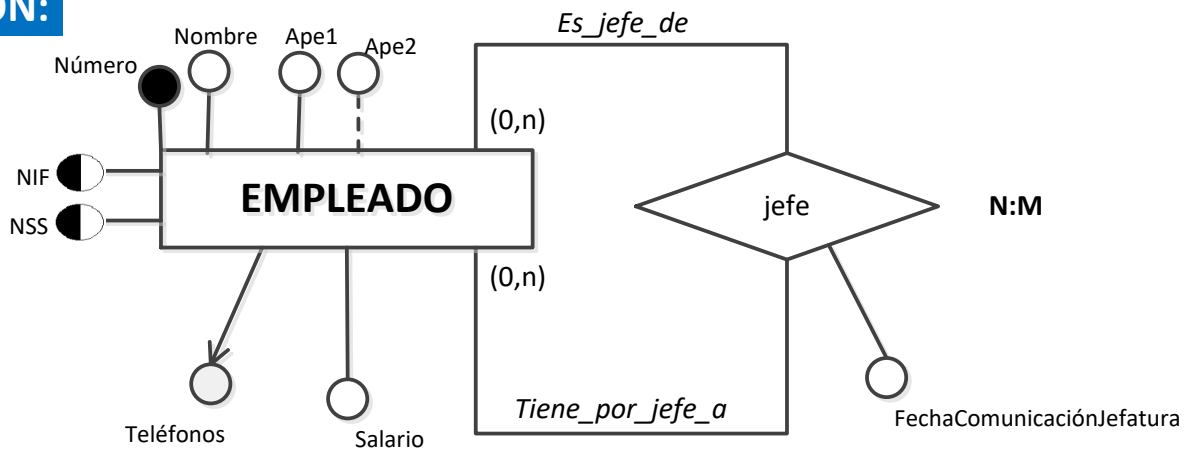 ÓN:
Es_jefe_de
Nombre
Ape1
Ape2
Número
(0,n)
NIF
EMPLEADO
jefe
N:M
NSS
(0,n)
Tiene_por_jefe_a
FechaComunicaciónJefatura
Teléfonos
Salario